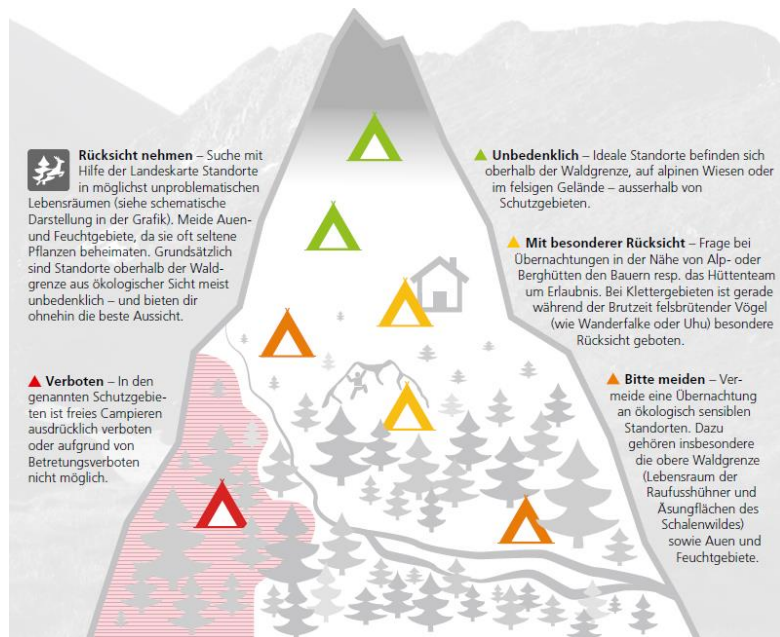 Rücksicht nehmen – Suche mit
Hilfe der Landeskarte Standorte
in möglichst unproblematischen
Lebensräumen (siehe schematische
Darstellung in der Grafik). Meide Auen-
und Feuchtgebiete, da sie oft seltene
Pflanzen beheimaten. Grundsätzlich
sind Standorte oberhalb der Wald-
grenze aus ökologischer Sicht meist
unbedenklich – und bieten dir
ohnehin die beste Aussicht.
Verboten – In den
genannten Schutzgebie-
ten ist freies Campieren
ausdrücklich verboten
oder aufgrund von
Betretungsverboten
nicht möglich.
Unbedenklich – Ideale Standorte befinden sich
oberhalb der Waldgrenze, auf alpinen Wiesen oder
im felsigen Gelände – ausserhalb von
Schutzgebieten.
Mit besonderer Rücksicht – Frage bei
Übernachtungen in der Nähe von Alp- oder
Berghütten den Bauern resp. das Hüttenteam
um Erlaubnis. Bei Klettergebieten ist gerade
während der Brutzeit felsbrütender Vögel
(wie Wanderfalke oder Uhu) besondere
Rücksicht geboten.
Bitte meiden – Ver-
meide eine Übernachtung
an ökologisch sensiblen
Standorten. Dazu
gehören insbesondere
die obere Waldgrenze
(Lebensraum der
Raufusshühner und
Äsungflächen des
Schalenwildes)
sowie Auen und
Feuchtgebiete.